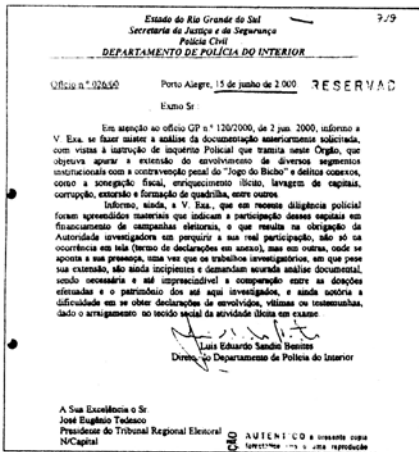 7/9
Estado do Rio Grande do Sul
Secretaria da Justiça e da Segurança
Polícia Civil
DEPARTAMENTO DE POLÍCIA DO INTERIOR
Ofício n° 026/00
Porto Alegre, 15 de junho de 2.000
RESERVAD
Exmo Sr.
Em atenção ao ofício GP n° 120/2000, de 2 jun. 2000, informo a
V. Exa. se fazer mister a análise da documentação anteriormente solicitada,
com vistas à instrução de inquérito Policial que tramita neste Órgão, que
objetiva apurar a extensão do envolvimento de diversos segmentos
institucionais com a contravenção penal do "Jogo do Bicho" e delitos conexos,
como a sonegação fiscal, enriquecimento ilícito, lavagem de capitais,
corrupção, extorsão e formação de quadrilha, entre outros.
Informo, ainda, a V. Exa., que em recente diligência policial
foram apreendidos materiais que indicam a participação desses capitais em
financiamento de campanhas eleitorais, o que resulta na obrigação da
Autoridade investigadora em perquirir a sua real participação, não só na
ocorrência em tela (termo de declarações em anexo), mas em outras, onde se
aponta a sua presença, uma vez que os trabalhos investigatórios, em que pese
sua extensão, são ainda incipientes e demandam acurada análise documental,
sendo necessária e até imprescindível a comparação entre as doações
efetuadas e o patrimônio dos até aqui investigados, e ainda notória a
dificuldade em se obter declarações de envolvidos, vítimas ou testemunhas,
dado o arraigamento no tecido social da atividade ilícita em exame
Luis Eduardo Sandio Benites
Diretor do Departamento de Polícia do Interior
A Sua Excelência o Sr.
José Eugênio Tedesco
Presidente do Tribunal Regional Eleitoral
N/Capital
ÇÃO
AUTENTICO a presente copia
uma reprodução